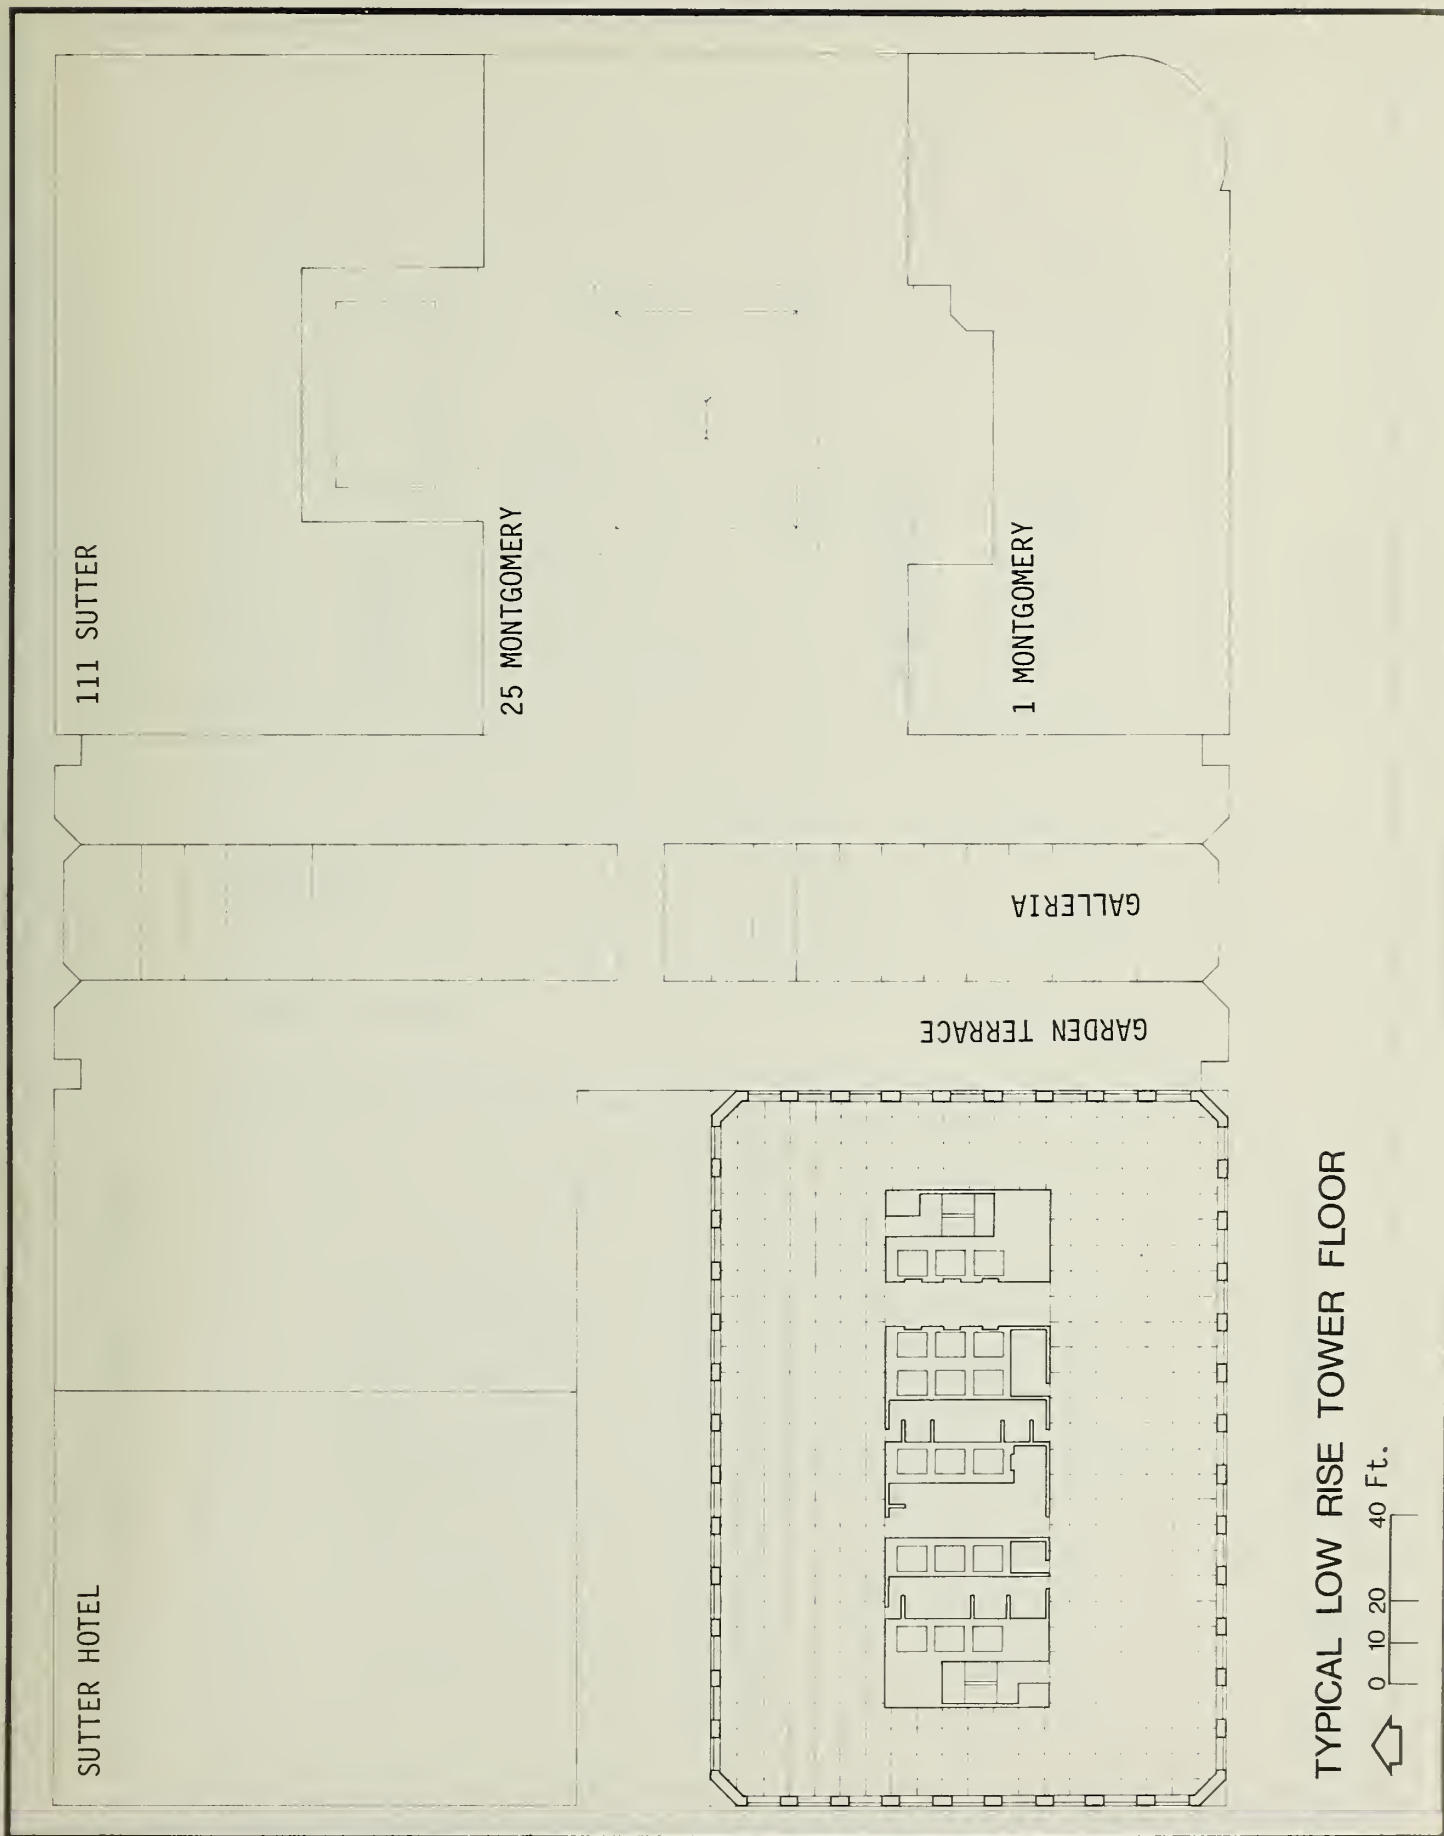 SUTTER HOTEL
111 SUTTER
25 MONTGOMERY
1 MONTGOMERY
GARDEN TERRACE
GALLERIA
TYPICAL LOW RISE TOWER FLOOR
0 10 20 40 Ft.